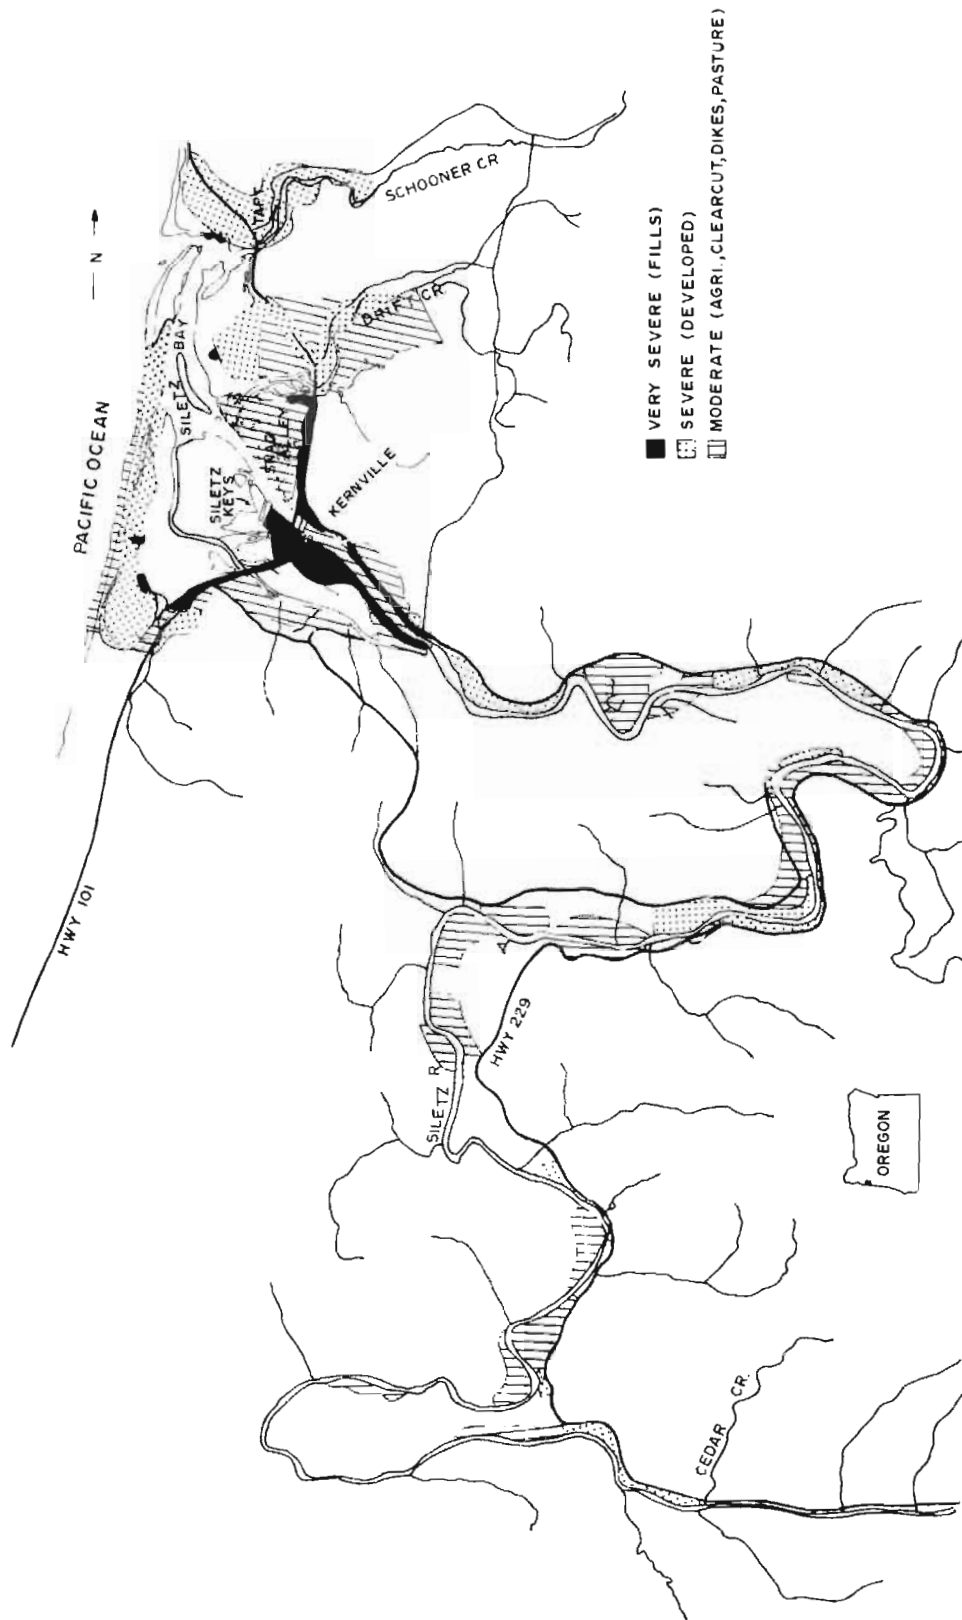 N
PACIFIC OCEAN
SILETZ
BAY
TAFT
SCHOONER CR
DRIFT CR
SILETZ
KEYS
KERNVILLE
HWY 101
HWY 229
SILETZ R
CEDAR CR.
OREGON
VERY SEVERE (FILLS)
SEVERE (DEVELOPED)
MODERATE (AGRI.,CLEARCUT,DIKES,PASTURE)